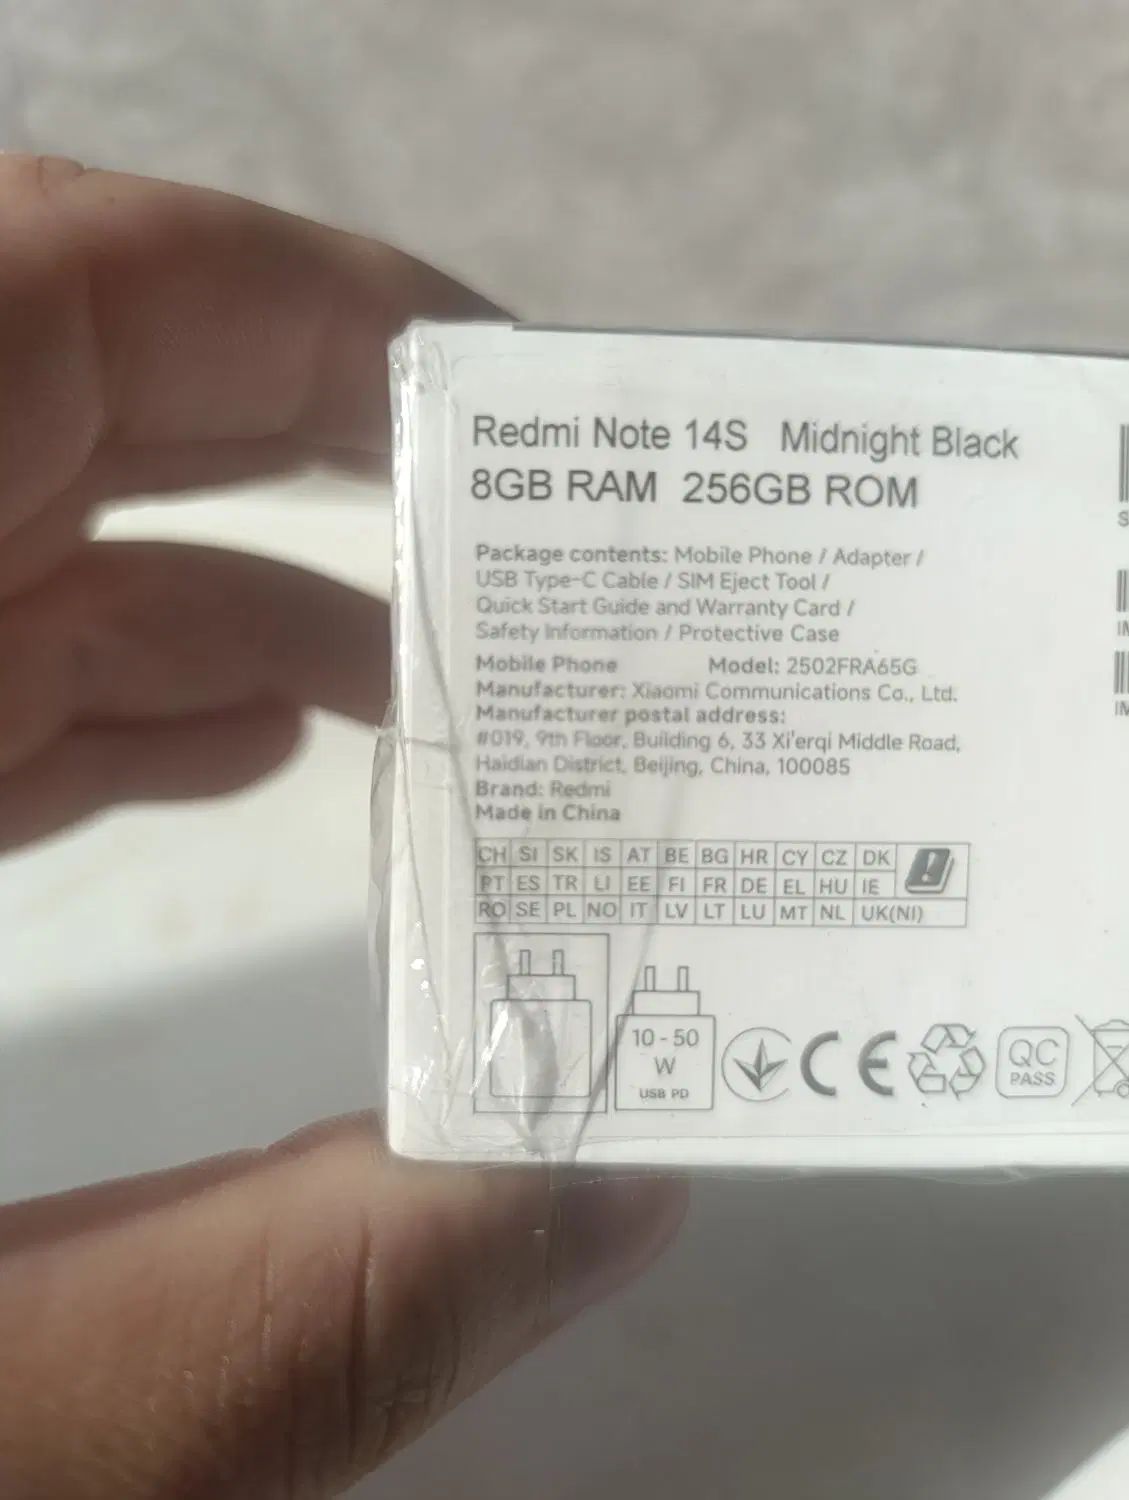 Redmi Note 14S Midnight Black
8GB RAM 256GB ROM
Package contents: Mobile Phone / Adapter /
USB Type-C Cable / SIM Eject Tool /
Quick Start Guide and Warranty Card /
Safety Information / Protective Case
Mobile Phone Model: 2502FRA65G
Manufacturer: Xiaomi Communications Co., Ltd.
Manufacturer postal address:
#019, 9th Floor, Building 6, 33 Xi'erqi Middle Road,
Haidian District, Beijing, China, 100085
Brand: Redmi
Made in China
CH SI SK IS AT BE BG HR CY CZ DK
PT ES TR LI EE FI FR DE EL HU IE
RO SE PL NO IT LV LT LU MT NL UK(NI)
10 - 50
W
USB PD
CE
QC
PASS